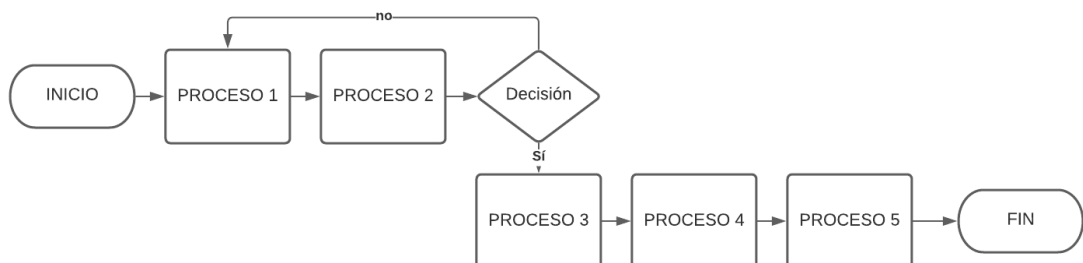 no
INICIO
PROCESO 1
PROCESO 2
Decisión
Sí
PROCESO 3
PROCESO 4
PROCESO 5
FIN